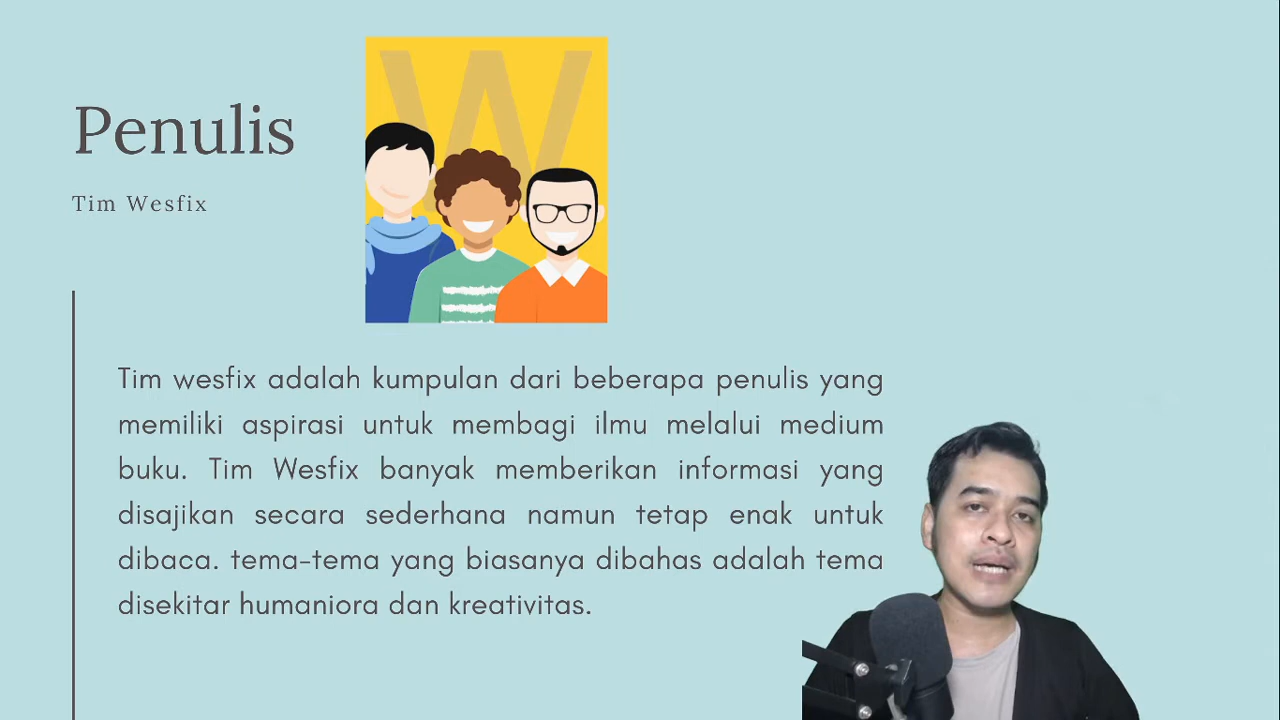 Penulis
Tim Wesfix
W
Tim wesfix adalah kumpulan dari beberapa penulis yang
memiliki aspirasi untuk membagi ilmu melalui medium
buku. Tim Wesfix banyak memberikan informasi yang
disajikan secara sederhana namun tetap enak untuk
dibaca. tema-tema yang biasanya dibahas adalah tema
disekitar humaniora dan kreativitas.